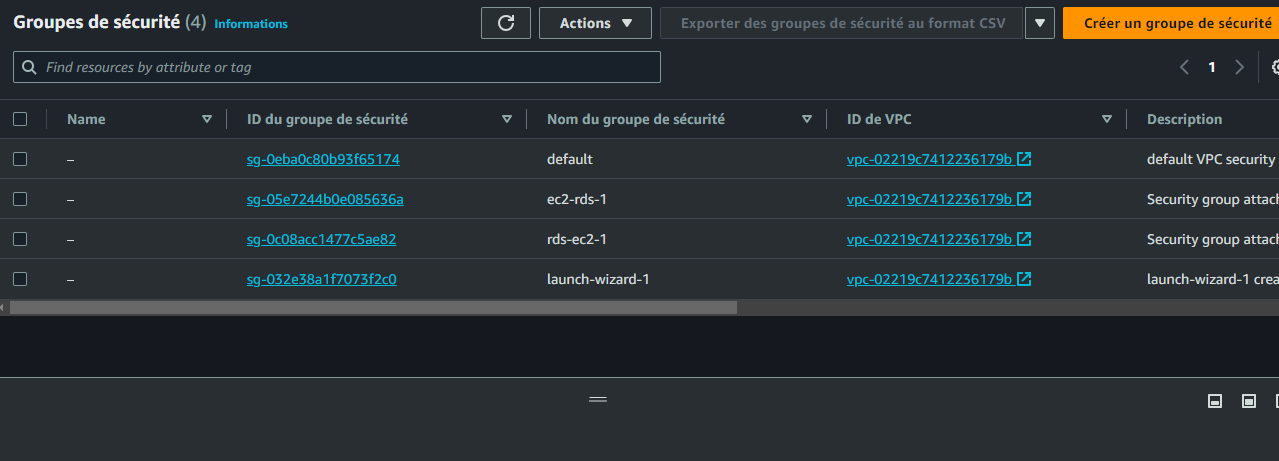 Groupes de sécurité (4) Informations Actions Exporter des groupes de sécurité au format CSV Créer un groupe de sécurité
Find resources by attribute or tag 1
Name ID du groupe de sécurité Nom du groupe de sécurité ID de VPC Description
– sg-0eba0c80b93f65174 default vpc-02219c7412236179b default VPC security
– sg-05e7244b0e085636a ec2-rds-1 vpc-02219c7412236179b Security group attach
– sg-0c08acc1477c5ae82 rds-ec2-1 vpc-02219c7412236179b Security group attach
– sg-032e38a1f7073f2c0 launch-wizard-1 vpc-02219c7412236179b launch-wizard-1 crea